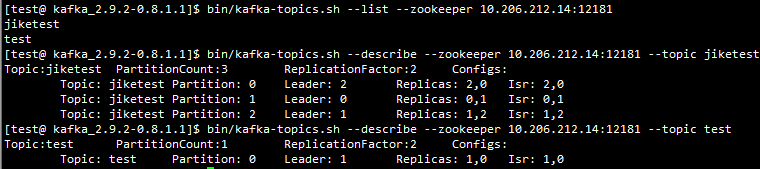 [test@ kafka_2.9.2-0.8.1.1]$ bin/kafka-topics.sh --list --zookeeper 10.206.212.14:12181
jiketest
test
[test@ kafka_2.9.2-0.8.1.1]$ bin/kafka-topics.sh --describe --zookeeper 10.206.212.14:12181 --topic jiketest
Topic:jiketest PartitionCount:3 ReplicationFactor:2 Configs:
Topic: jiketest Partition: 0 Leader: 2 Replicas: 2,0 Isr: 2,0
Topic: jiketest Partition: 1 Leader: 0 Replicas: 0,1 Isr: 0,1
Topic: jiketest Partition: 2 Leader: 1 Replicas: 1,2 Isr: 1,2
[test@ kafka_2.9.2-0.8.1.1]$ bin/kafka-topics.sh --describe --zookeeper 10.206.212.14:12181 --topic test
Topic:test PartitionCount:1 ReplicationFactor:2 Configs:
Topic: test Partition: 0 Leader: 1 Replicas: 1,0 Isr: 1,0